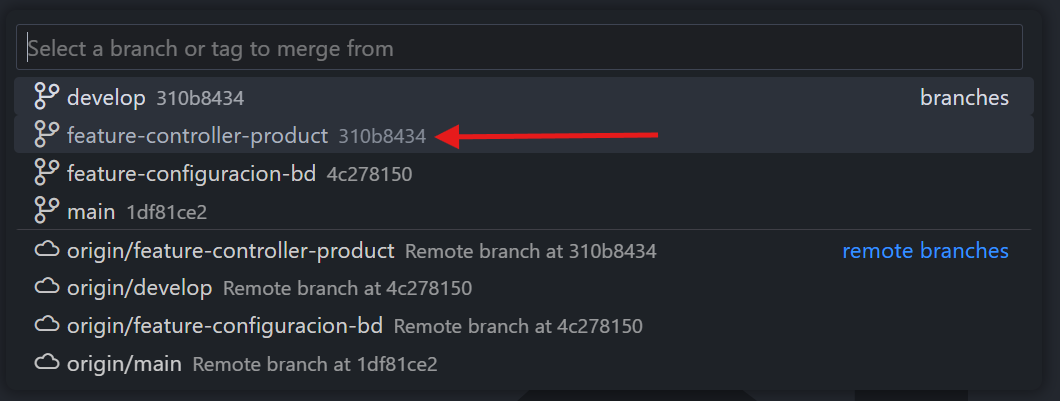 Select a branch or tag to merge from
develop 310b8434 branches
feature-controller-product 310b8434
feature-configuracion-bd 4c278150
main 1df81ce2
origin/feature-controller-product Remote branch at 310b8434 remote branches
origin/develop Remote branch at 4c278150
origin/feature-configuracion-bd Remote branch at 4c278150
origin/main Remote branch at 1df81ce2